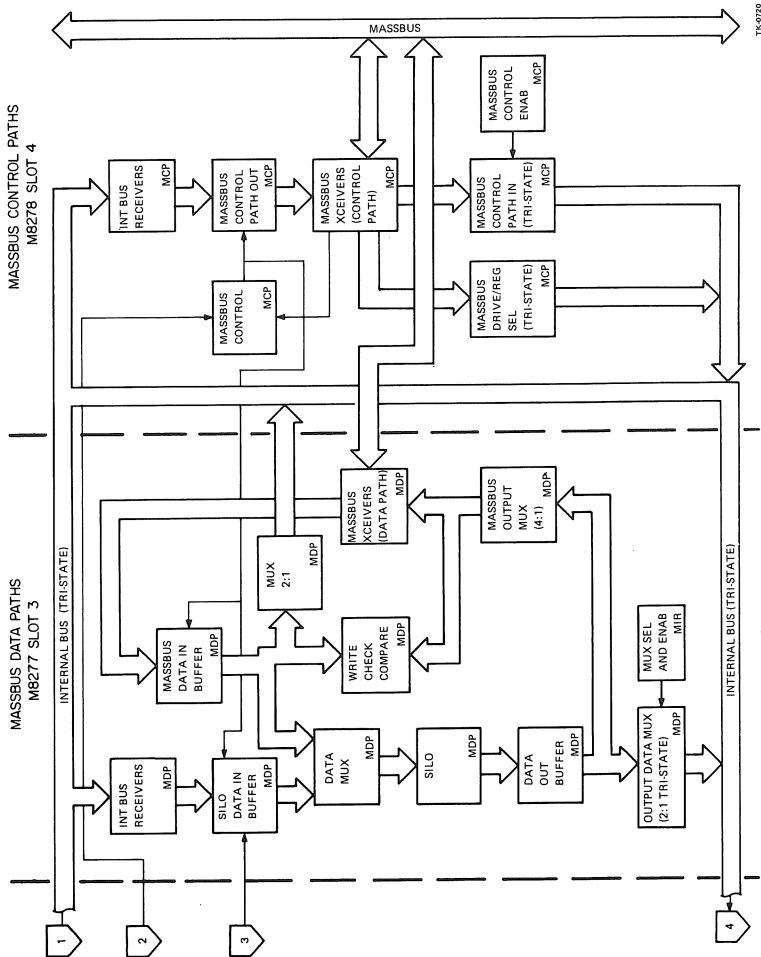 MASSBUS DATA PATHS
M8277 SLOT 3
MASSBUS CONTROL PATHS
M8278 SLOT 4
1
INTERNAL BUS (TRI-STATE)
2
3
4
INT BUS
RECEIVERS
MDP
SILO
DATA IN
BUFFER
MDP
DATA
MUX
MDP
SILO
MDP
DATA OUT
BUFFER
MDP
OUTPUT DATA MUX
(2:1 TRI-STATE)
MDP
MUX SEL
AND ENAB
MIR
MASSBUS
DATA IN
BUFFER
MDP
MUX
2:1
MDP
WRITE
CHECK
COMPARE
MDP
MASSBUS
XCEIVERS
(DATA PATH)
MDP
MASSBUS
OUTPUT
MUX
(4:1)
MDP
INTERNAL BUS (TRI-STATE)
INT BUS
RECEIVERS
MCP
MASSBUS
CONTROL
MCP
MASSBUS
CONTROL
PATH OUT
MCP
MASSBUS
XCEIVERS
(CONTROL
PATH)
MCP
MASSBUS
DRIVE/REG
SEL
(TRI-STATE)
MCP
MASSBUS
CONTROL
PATH IN
(TRI-STATE)
MCP
MASSBUS
CONTROL
ENAB
MCP
MASSBUS
TK-0720